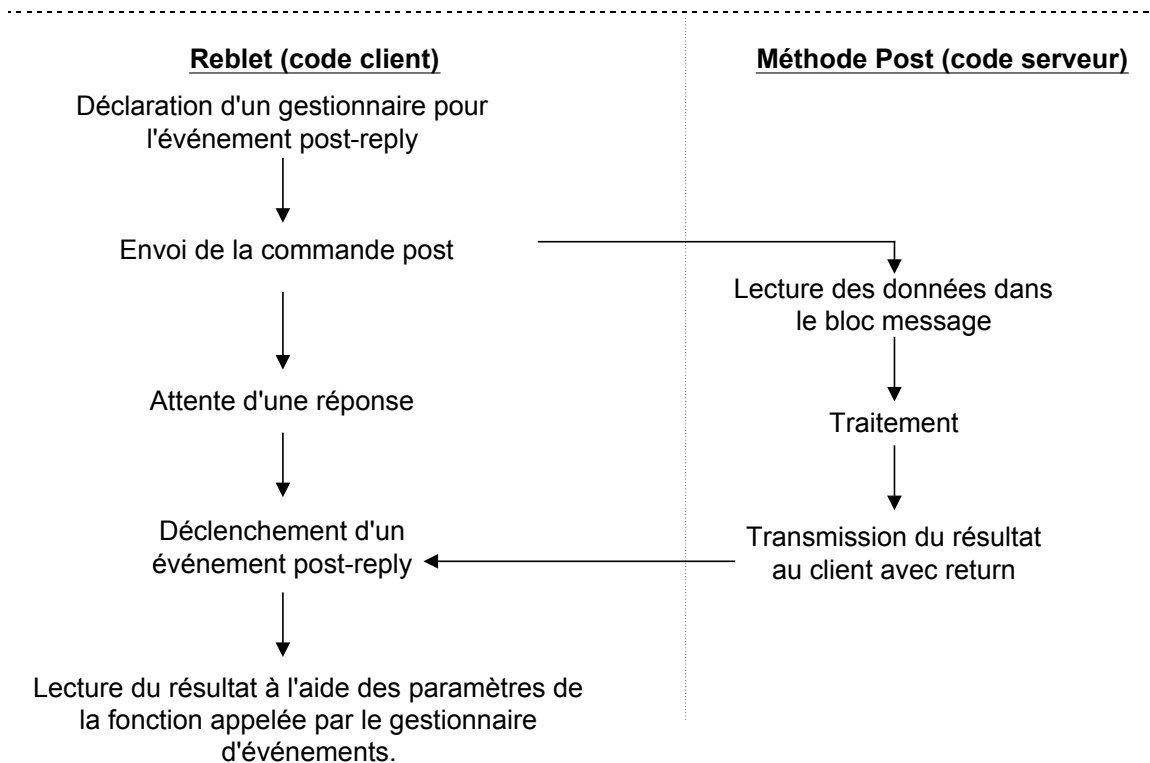 Reblet (code client)
Déclaration d'un gestionnaire pour
l'événement post-reply
Envoi de la commande post
Attente d'une réponse
Déclenchement d'un
événement post-reply
Lecture du résultat à l'aide des paramètres de
la fonction appelée par le gestionnaire
d'événements.
Méthode Post (code serveur)
Lecture des données dans
le bloc message
Traitement
Transmission du résultat
au client avec return